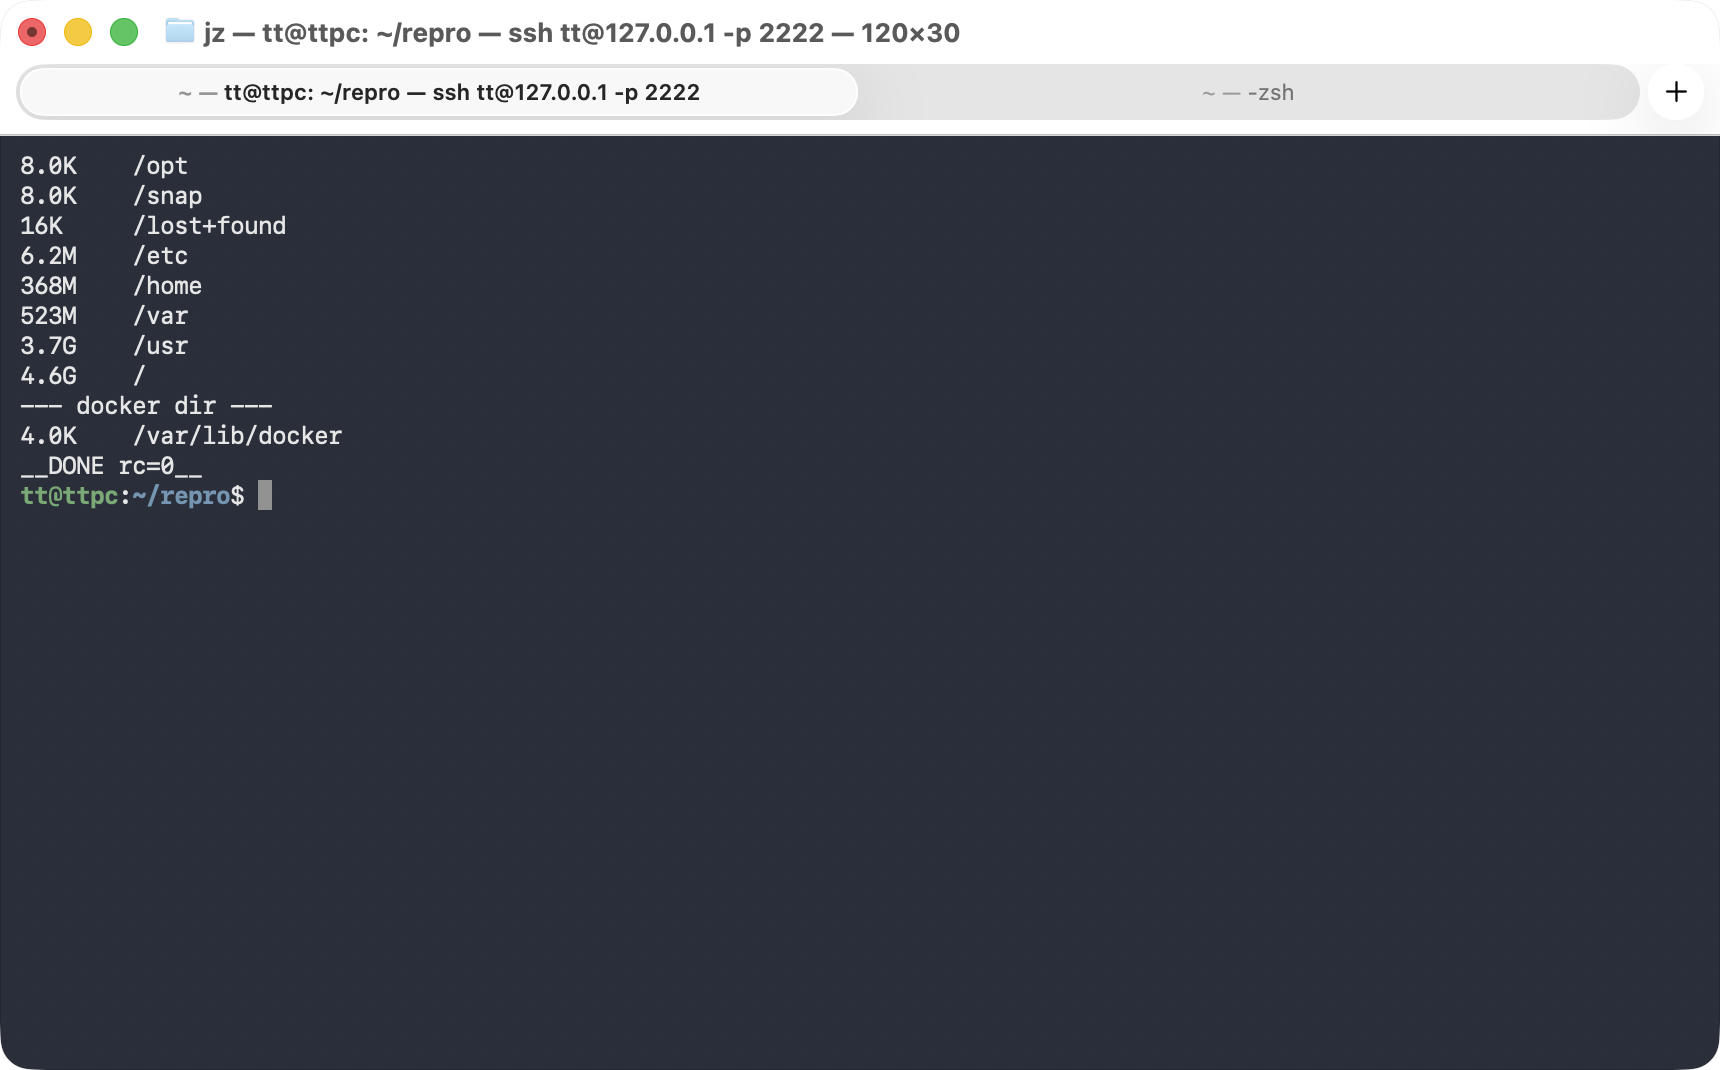 jz — tt@ttpc: ~/repro — ssh tt@127.0.0.1 -p 2222 — 120×30
~ — tt@ttpc: ~/repro — ssh tt@127.0.0.1 -p 2222
~ — -zsh
+
8.0K    /opt
8.0K    /snap
16K     /lost+found
6.2M    /etc
368M    /home
523M    /var
3.7G    /usr
4.6G    /
--- docker dir ---
4.0K    /var/lib/docker
__DONE rc=0__
tt@ttpc:~/repro$